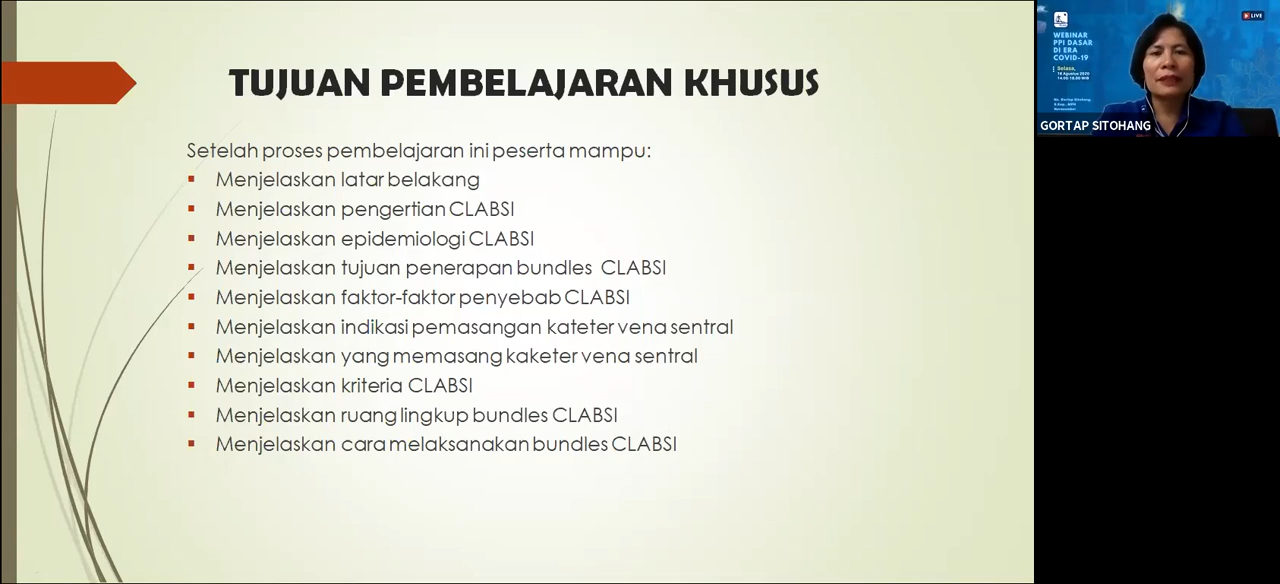 TUJUAN PEMBELAJARAN KHUSUS
Setelah proses pembelajaran ini peserta mampu:
Menjelaskan latar belakang
Menjelaskan pengertian CLABSI
Menjelaskan epidemiologi CLABSI
Menjelaskan tujuan penerapan bundles CLABSI
Menjelaskan faktor-faktor penyebab CLABSI
Menjelaskan indikasi pemasangan kateter vena sentral
Menjelaskan yang memasang kaketer vena sentral
Menjelaskan kriteria CLABSI
Menjelaskan ruang lingkup bundles CLABSI
Menjelaskan cara melaksanakan bundles CLABSI
LIVE
WEBINAR
PPI DASAR
DI ERA
COVID-19
Selasa,
GORTAP SITOHANG